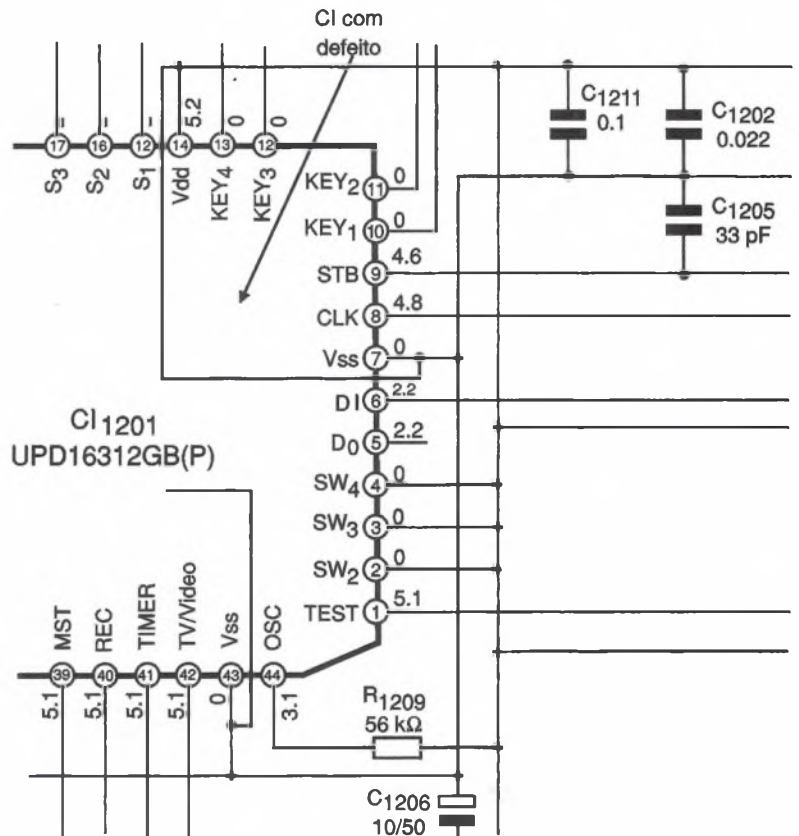 CI com
defeito
C1211
0.1
C1202
0.022
C1205
33 pF
- - - 5.2 0 0
17 16 12 14 13 12
S3 S2 S1 Vdd KEY4 KEY3
KEY2 11 0
KEY1 10 0
STB 9 4.6
CLK 8 4.8
Vss 7 0
DI 6 2.2
D0 5 2.2
SW4 4 0
SW3 3 0
SW2 2 0
TEST 1 5.1
CI1201
UPD16312GB(P)
MST REC TIMER TV/Video Vss OSC
39 40 41 42 43 44
5.1 5.1 5.1 5.1 0 3.1
R1209
56 kΩ
C1206
10/50